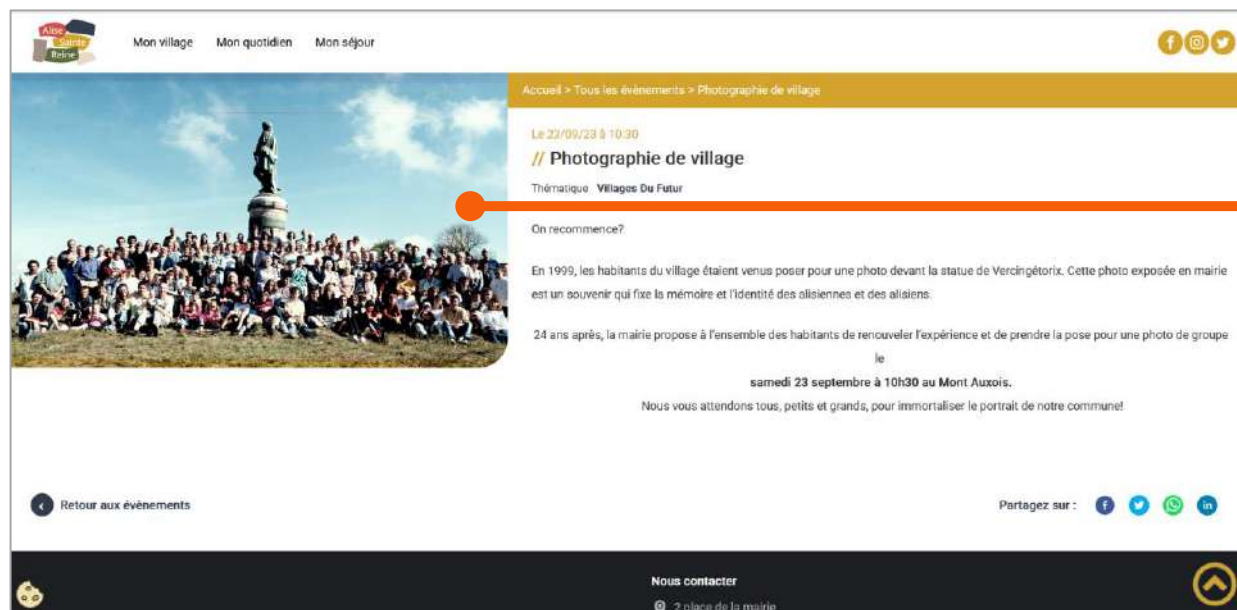 Alise
Sainte
Reine
Mon village Mon quotidien Mon séjour
Accueil > Tous les évènements > Photographie de village
Le 23/09/23 à 10:30
// Photographie de village
Thématique Villages Du Futur
On recommence?
En 1999, les habitants du village étaient venus poser pour une photo devant la statue de Vercingétorix. Cette photo exposée en mairie
est un souvenir qui fixe la mémoire et l'identité des alisiennes et des alisiens.
24 ans après, la mairie propose à l'ensemble des habitants de renouveler l'expérience et de prendre la pose pour une photo de groupe
le
samedi 23 septembre à 10h30 au Mont Auxois.
Nous vous attendons tous, petits et grands, pour immortaliser le portrait de notre commune!
Retour aux évènements
Partagez sur :
Nous contacter
2 place de la mairie